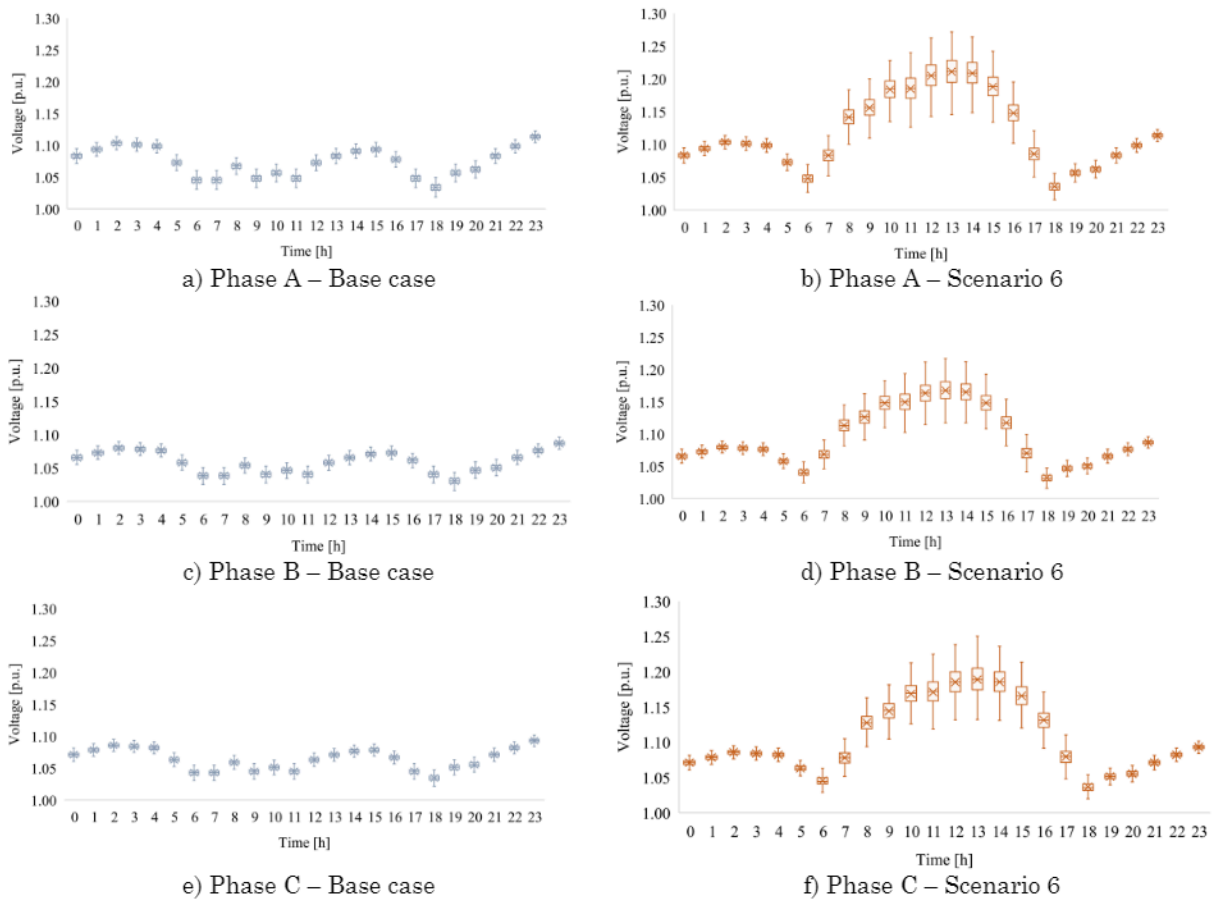 1.30
1.25
1.20
1.15
1.10
1.05
1.00
Voltage [p.u.]
0 1 2 3 4 5 6 7 8 9 10 11 12 13 14 15 16 17 18 19 20 21 22 23
Time [h]
a) Phase A – Base case
1.30
1.25
1.20
1.15
1.10
1.05
1.00
Voltage [p.u.]
0 1 2 3 4 5 6 7 8 9 10 11 12 13 14 15 16 17 18 19 20 21 22 23
Time [h]
b) Phase A – Scenario 6
1.30
1.25
1.20
1.15
1.10
1.05
1.00
Voltage [p.u.]
0 1 2 3 4 5 6 7 8 9 10 11 12 13 14 15 16 17 18 19 20 21 22 23
Time [h]
c) Phase B – Base case
1.30
1.25
1.20
1.15
1.10
1.05
1.00
Voltage [p.u.]
0 1 2 3 4 5 6 7 8 9 10 11 12 13 14 15 16 17 18 19 20 21 22 23
Time [h]
d) Phase B – Scenario 6
1.30
1.25
1.20
1.15
1.10
1.05
1.00
Voltage [p.u.]
0 1 2 3 4 5 6 7 8 9 10 11 12 13 14 15 16 17 18 19 20 21 22 23
Time [h]
e) Phase C – Base case
1.30
1.25
1.20
1.15
1.10
1.05
1.00
Voltage [p.u.]
0 1 2 3 4 5 6 7 8 9 10 11 12 13 14 15 16 17 18 19 20 21 22 23
Time [h]
f) Phase C – Scenario 6